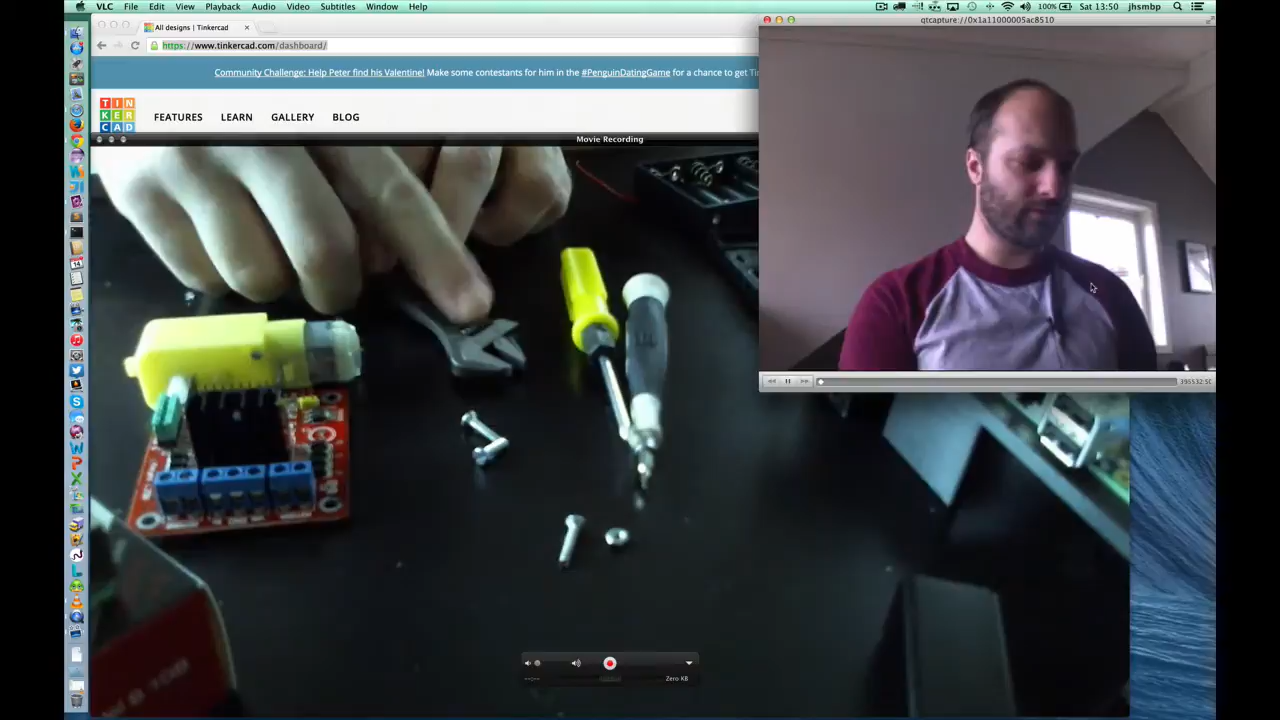 VLC File Edit View Playback Audio Video Subtitles Window Help
100% Sat 13:50 jhsmbp
All designs | Tinkercad
https://www.tinkercad.com/dashboard/
qtcapture://0x1a11000005ac8510
Community Challenge: Help Peter find his Valentine! Make some contestants for him in the #PenguinDatingGame for a chance to get
TIN
KER
CAD
FEATURES LEARN GALLERY BLOG
Movie Recording
--:--
Zero KB